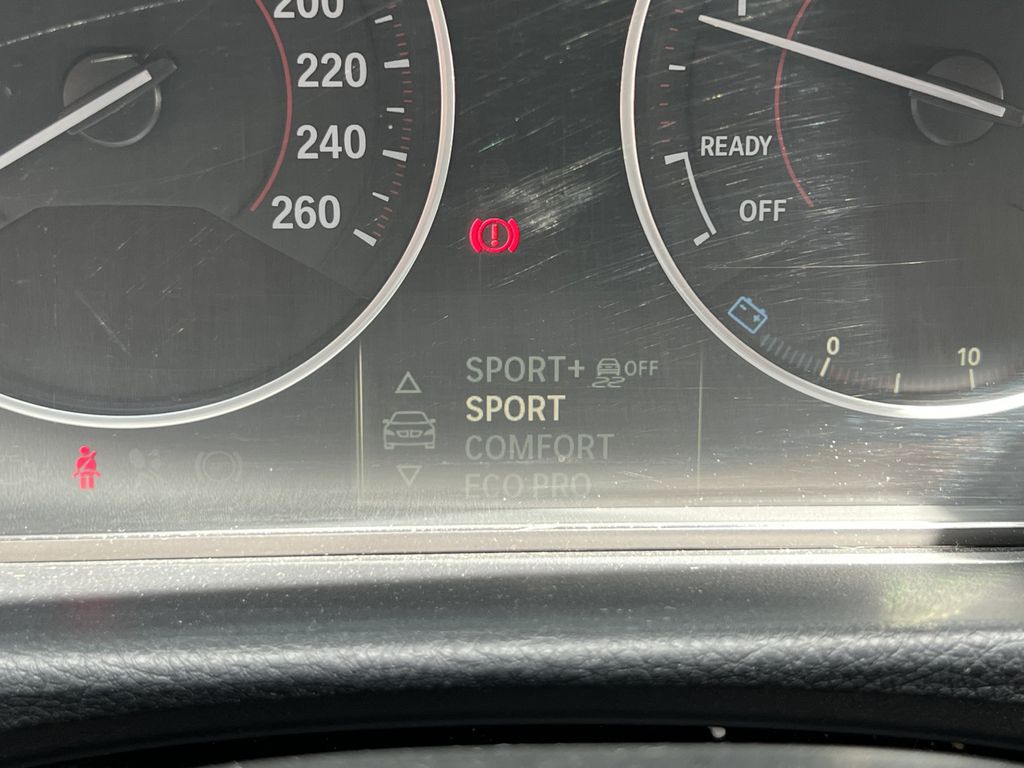 200
220
240
260
READY
OFF
0
10
SPORT+ OFF
SPORT
COMFORT
ECO PRO